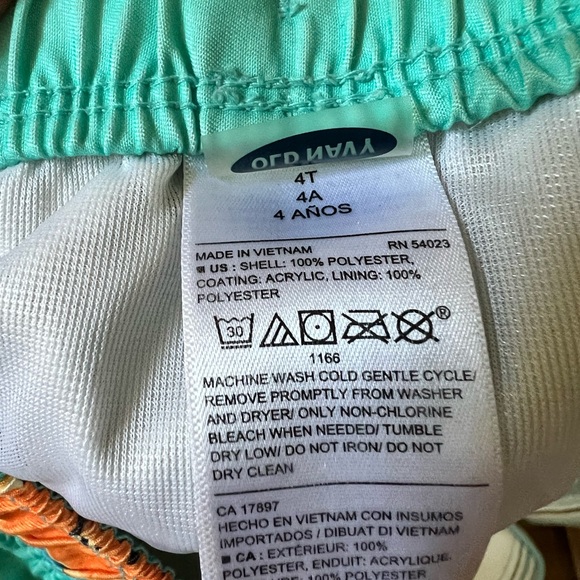 OLD NAVY
4T
4A
4 AÑOS
MADE IN VIETNAM RN 54023
US : SHELL: 100% POLYESTER,
COATING: ACRYLIC, LINING: 100%
POLYESTER
30
®
1166
MACHINE WASH COLD GENTLE CYCLE/
REMOVE PROMPTLY FROM WASHER
AND DRYER/ ONLY NON-CHLORINE
BLEACH WHEN NEEDED/ TUMBLE
DRY LOW/ DO NOT IRON/ DO NOT
DRY CLEAN
CA 17897
HECHO EN VIETNAM CON INSUMOS
IMPORTADOS / DIBUAT DI VIETNAM
CA : EXTÉRIEUR: 100%
POLYESTER, ENDUIT: ACRYLIQUE,
100%